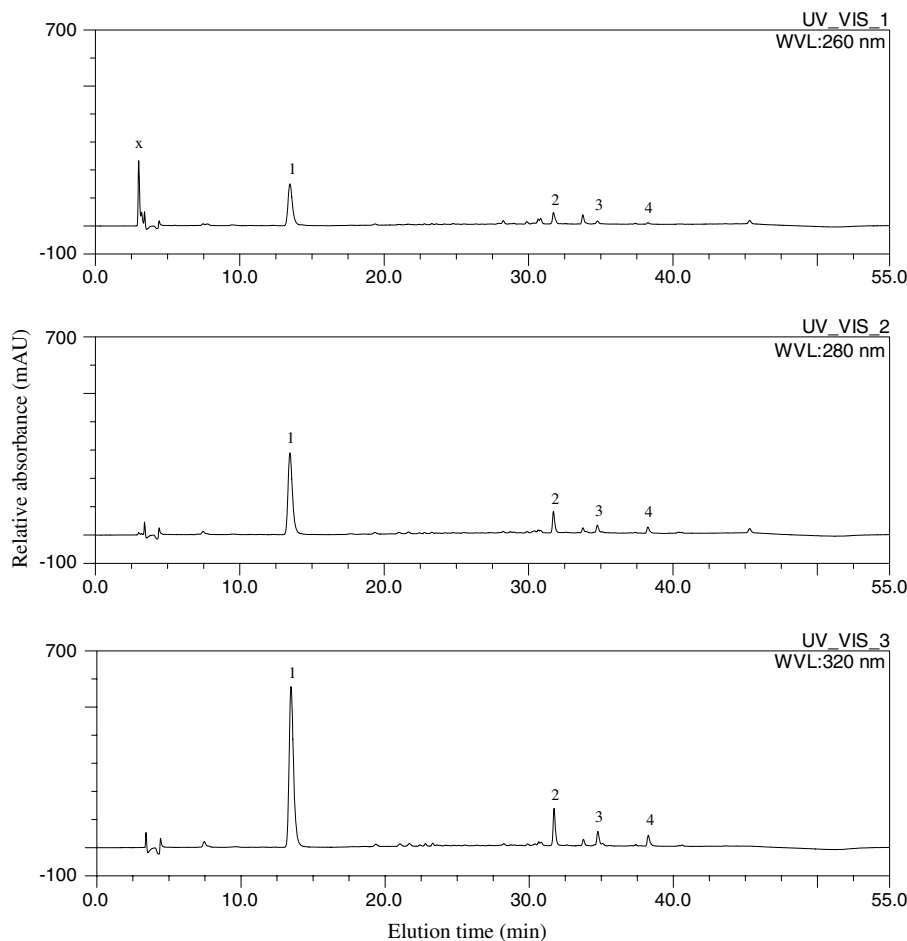 UV_VIS_1
700
WVL:260 nm
x
1
2
3
4
-100
0.0 10.0 20.0 30.0 40.0 55.0
UV_VIS_2
700
WVL:280 nm
1
2
3
4
-100
0.0 10.0 20.0 30.0 40.0 55.0
Relative absorbance (mAU)
UV_VIS_3
700
WVL:320 nm
1
2
3
4
-100
0.0 10.0 20.0 30.0 40.0 55.0
Elution time (min)